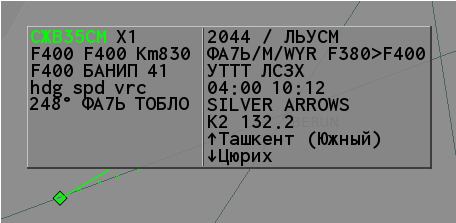 СКВ35СМ X1
F400 F400 Km830
F400 БАНИП 41
hdg spd vrc
248° ФА7Ь ТОБЛО
2044 / ЛЬУСМ
ФА7Ь/М/WYR F380>F400
УТТТ ЛСЗХ
04:00 10:12
SILVER ARROWS
K2 132.2
↑Ташкент (Южный)
↓Цюрих